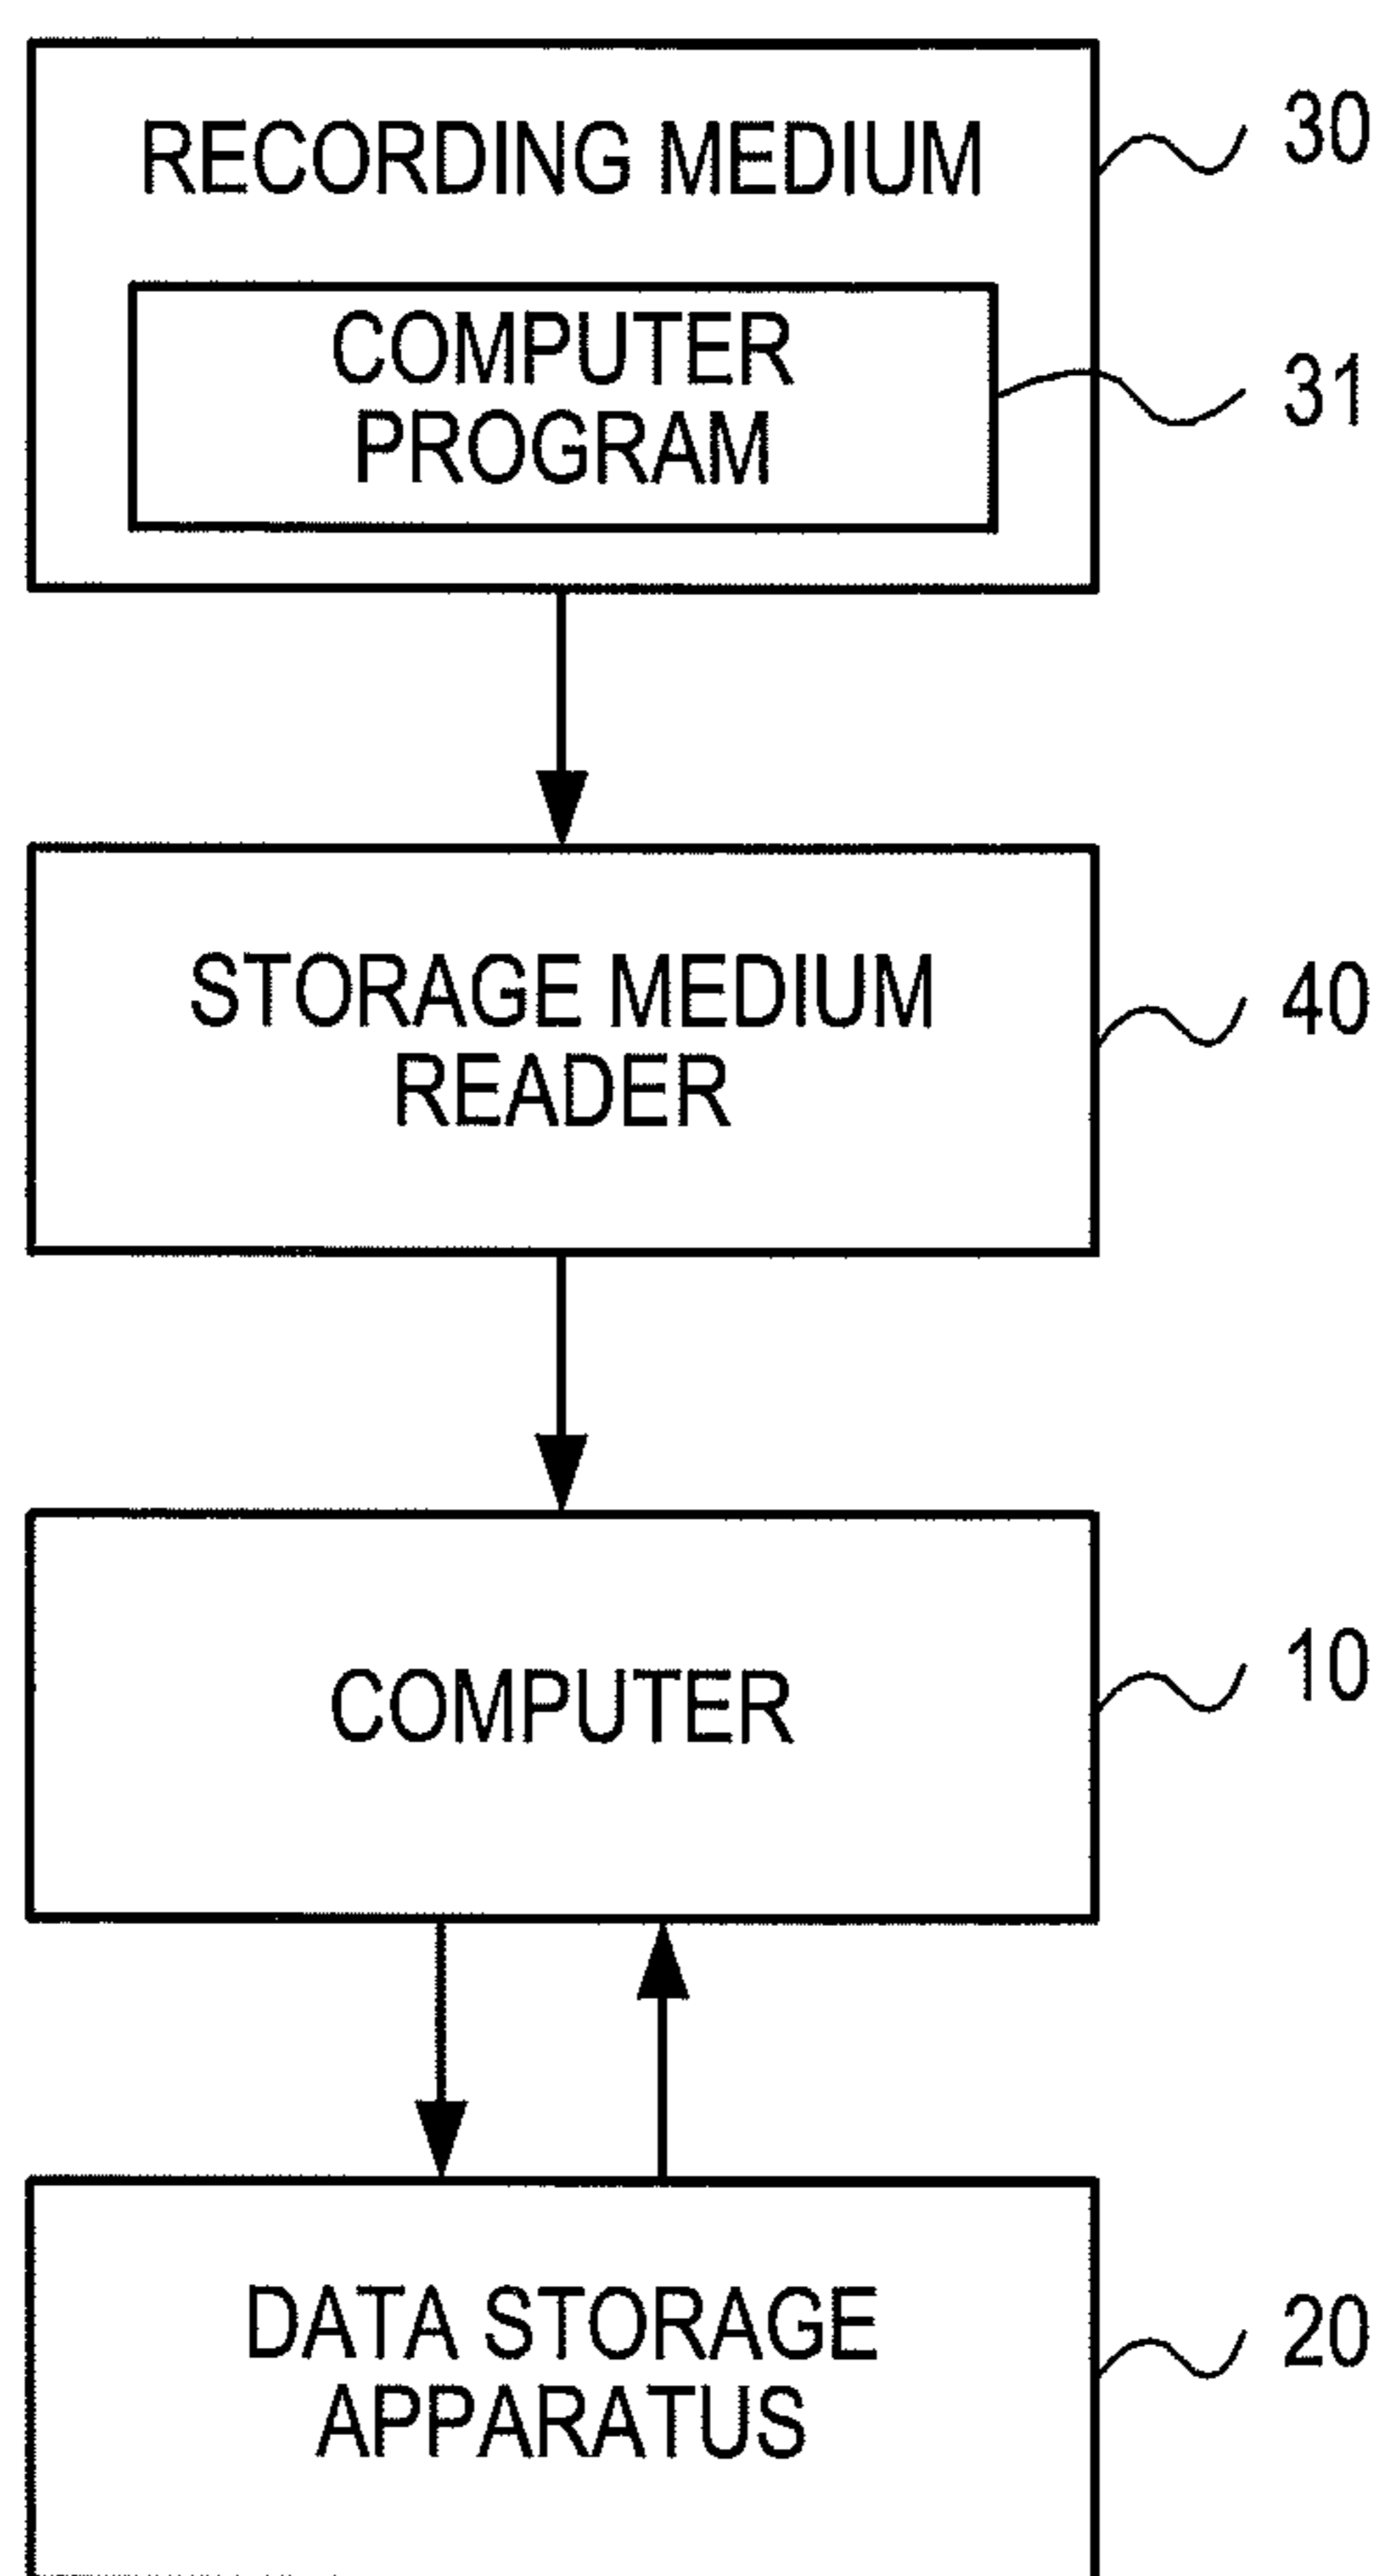 RECORDING MEDIUM
30
COMPUTER
PROGRAM
31
STORAGE MEDIUM
READER
40
COMPUTER
10
DATA STORAGE
APPARATUS
20